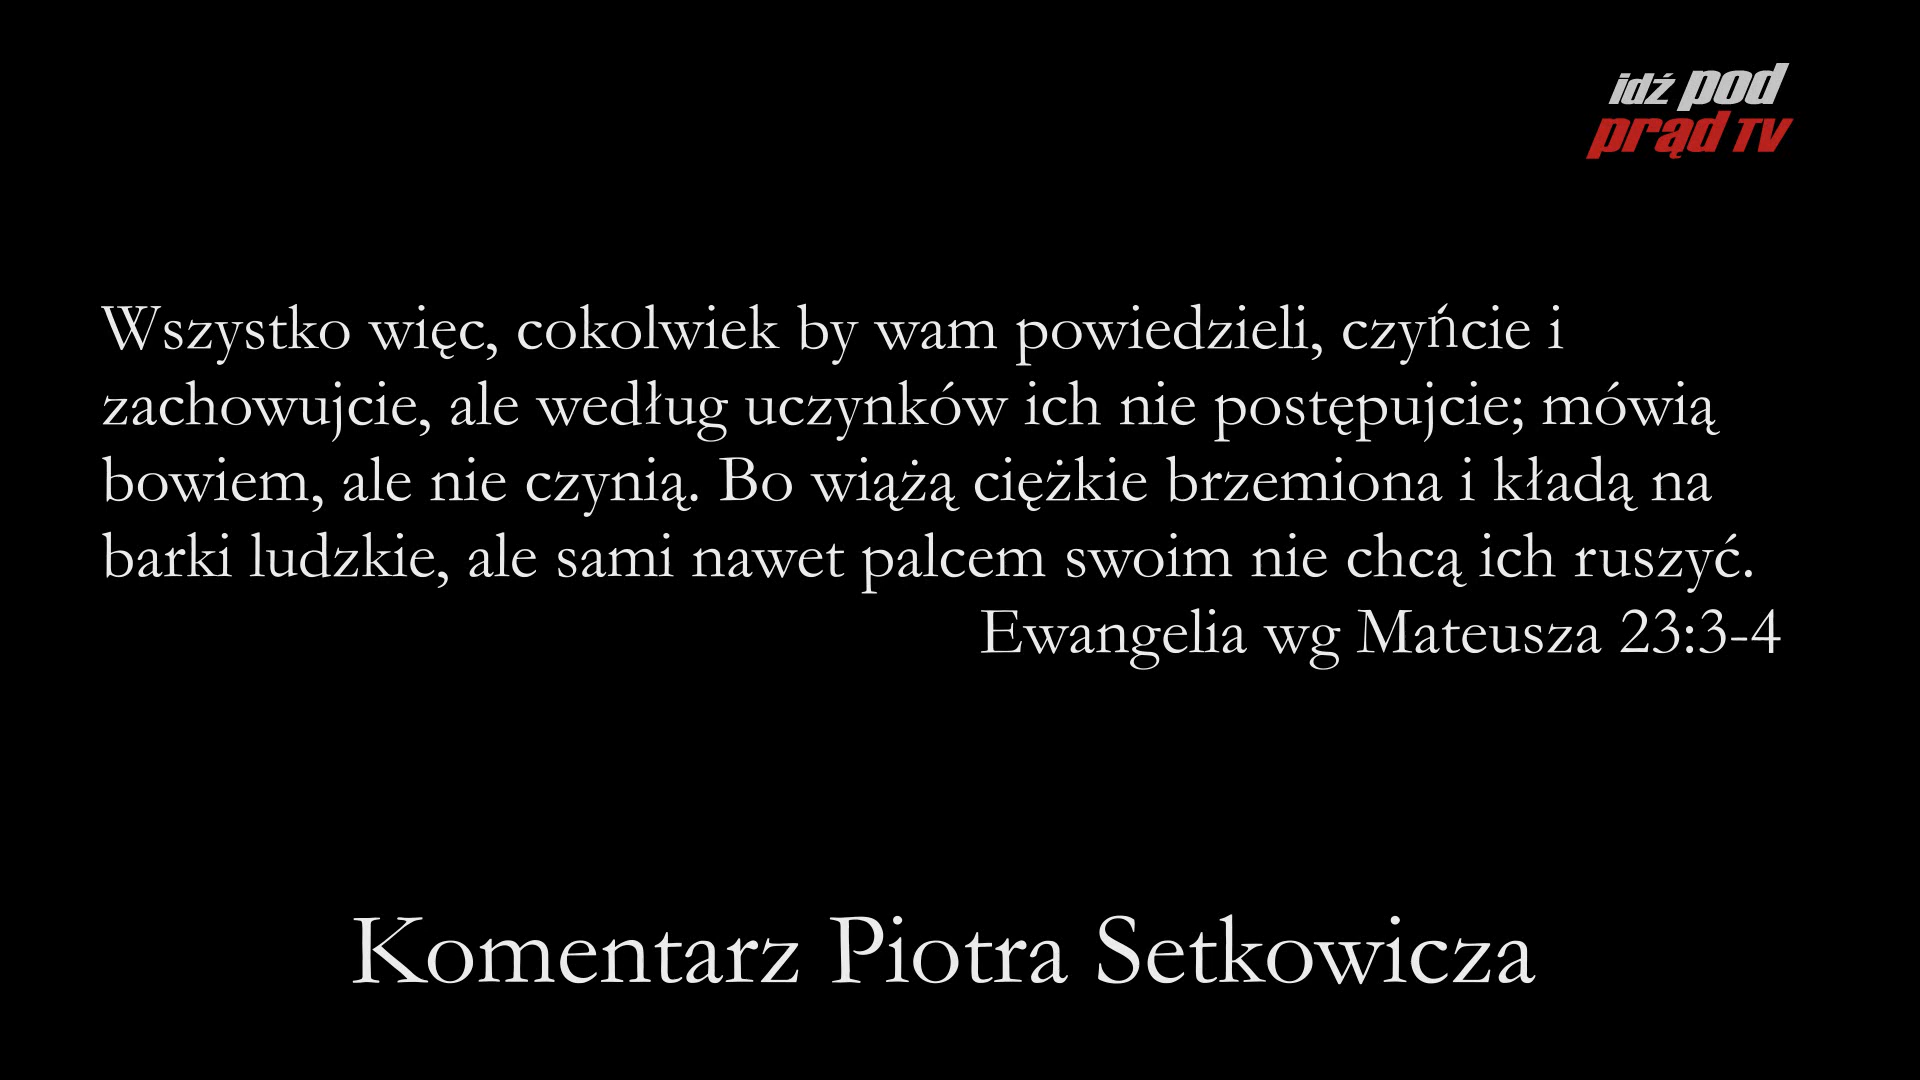 idź pod
prąd TV
Wszystko więc, cokolwiek by wam powiedzieli, czyńcie i
zachowujcie, ale według uczynków ich nie postępujcie; mówią
bowiem, ale nie czynią. Bo wiążą ciężkie brzemiona i kładą na
barki ludzkie, ale sami nawet palcem swoim nie chcą ich ruszyć.
Ewangelia wg Mateusza 23:3-4
Komentarz Piotra Setkowicza